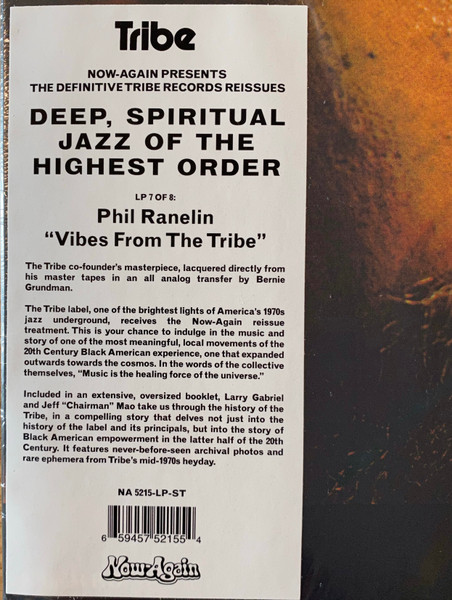 Tribe
NOW-AGAIN PRESENTS
THE DEFINITIVE TRIBE RECORDS REISSUES
DEEP, SPIRITUAL
JAZZ OF THE
HIGHEST ORDER
LP 7 OF 8:
Phil Ranelin
“Vibes From The Tribe”
The Tribe co-founder's masterpiece, lacquered directly from
his master tapes in an all analog transfer by Bernie
Grundman.
The Tribe label, one of the brightest lights of America's 1970s
jazz underground, receives the Now-Again reissue
treatment. This is your chance to indulge in the music and
story of one of the most meaningful, local movements of the
20th Century Black American experience, one that expanded
outwards towards the cosmos. In the words of the collective
themselves, “Music is the healing force of the universe.”
Included in an extensive, oversized booklet, Larry Gabriel
and Jeff “Chairman” Mao take us through the history of the
Tribe, in a compelling story that delves not just into the
history of the label and its principals, but into the story of
Black American empowerment in the latter half of the 20th
Century. It features never-before-seen archival photos and
rare ephemera from Tribe's mid-1970s heyday.
NA 5215-LP-ST
6 59457 52155 4
Now-Again